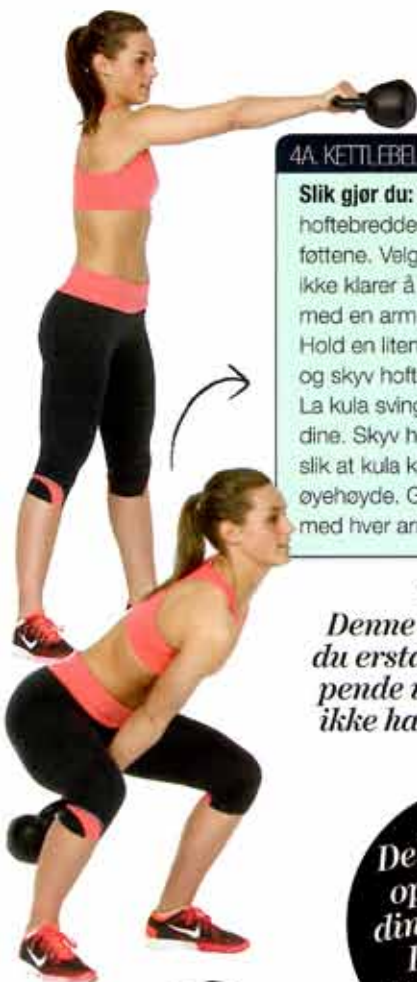 4A. KETTLEBEL
Slik gjør du:
hoftebredde
føttene. Velg
ikke klarer å
med en arm
Hold en liten
og skyv hoft
La kula sving
dine. Skyv h
slik at kula k
øyehøyde. G
med hver arm
Denne
du ersta
pende
ikke ha
De
op
din